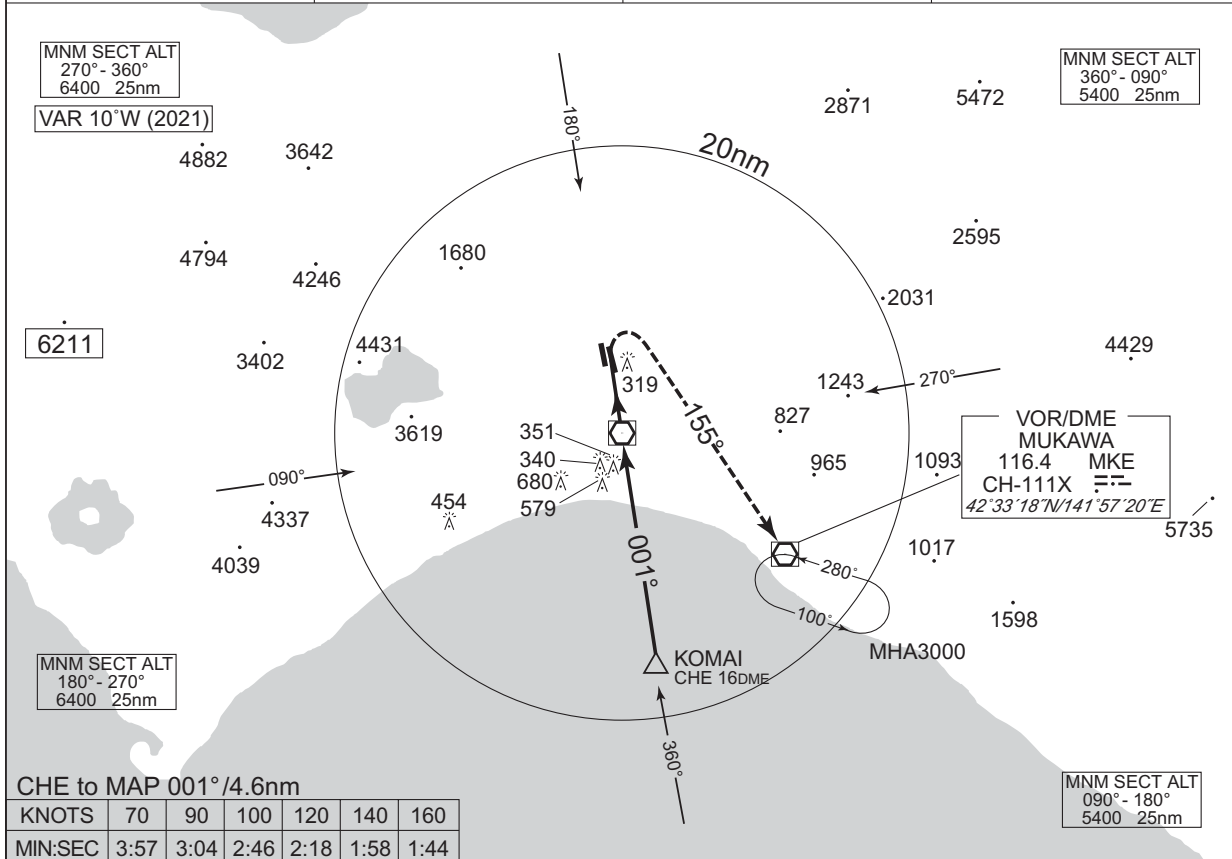 MNM SECT ALT
270°- 360°
6400 25nm
VAR 10°W (2021)
MNM SECT ALT
360°- 090°
5400 25nm
180°
20nm
2871
5472
4882
3642
4794
4246
1680
2595
2031
6211
3402
4431
4429
319
1243
270°
155°
827
3619
351
340
680
579
965
1093
VOR/DME
MUKAWA
116.4 MKE
CH-111X
42°33′18″N/141°57′20″E
5735
090°
454
4337
4039
001°
1017
280°
100°
1598
MHA3000
KOMAI
CHE 16DME
MNM SECT ALT
180°- 270°
6400 25nm
360°
MNM SECT ALT
090°- 180°
5400 25nm
CHE to MAP 001°/4.6nm
KNOTS 70 90 100 120 140 160
MIN:SEC 3:57 3:04 2:46 2:18 1:58 1:44